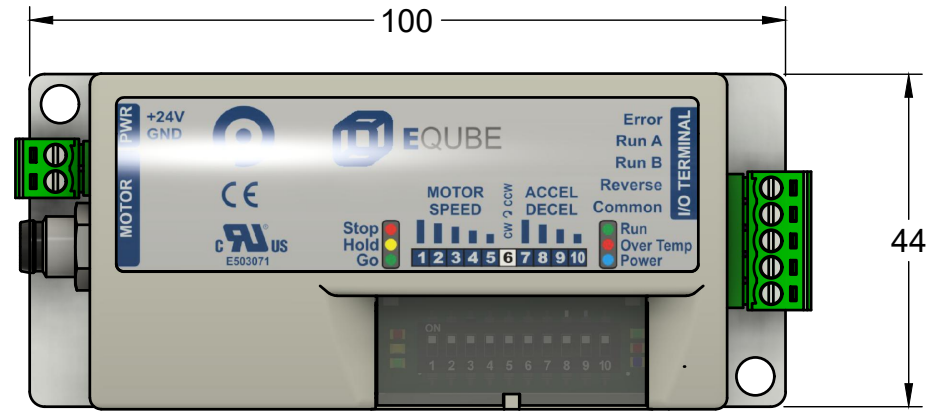 100
44
PWR
MOTOR
+24V
GND
EQUBE
CE
c RU US
E503071
MOTOR
SPEED
CW CCW
ACCEL
DECEL
Stop
Hold
Go
1 2 3 4 5 6 7 8 9 10
Error
Run A
Run B
Reverse
Common
I/O TERMINAL
Run
Over Temp
Power
ON
1 2 3 4 5 6 7 8 9 10